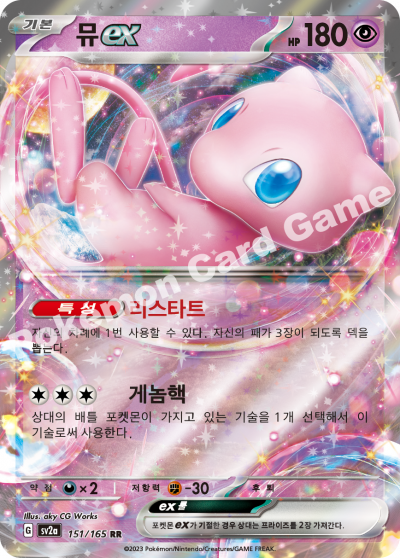 기본 뮤ex HP 180
Pokémon Card Game
특성 리스타트
자신의 차례에 1번 사용할 수 있다. 자신의 패가 3장이 되도록 덱을
뽑는다.
게놈핵
상대의 배틀 포켓몬이 가지고 있는 기술을 1개 선택해서 이
기술로써 사용한다.
약점 ×2 저항력 -30 후퇴
Illus. aky CG Works
G sv2a 151/165 RR
ex 룰
포켓몬 ex가 기절한 경우 상대는 프라이즈를 2장 가져간다.
©2023 Pokémon/Nintendo/Creatures/GAME FREAK.